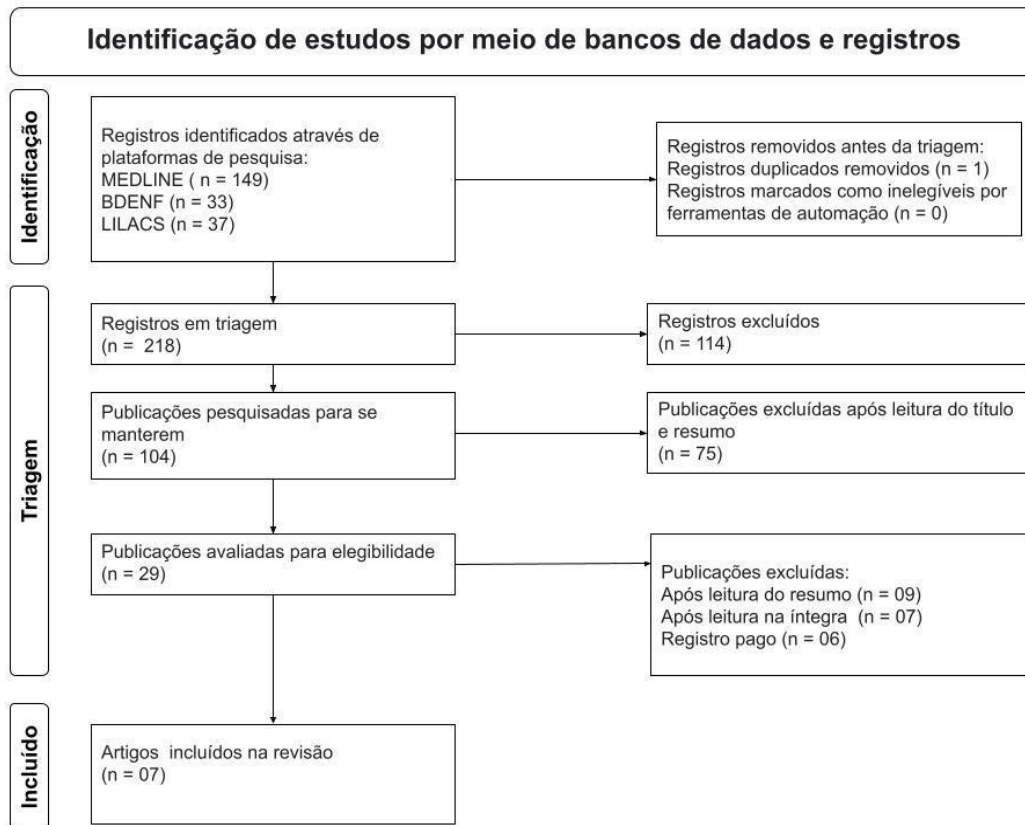 Identificação de estudos por meio de bancos de dados e registros
Identificação
Registros identificados através de
plataformas de pesquisa:
MEDLINE ( n = 149)
BDENF (n = 33)
LILACS (n = 37)
Registros removidos antes da triagem:
Registros duplicados removidos (n = 1)
Registros marcados como inelegíveis por
ferramentas de automação (n = 0)
Triagem
Registros em triagem
(n =  218)
Registros excluídos
(n = 114)
Publicações pesquisadas para se
manterem
(n = 104)
Publicações excluídas após leitura do título
e resumo
(n = 75)
Publicações avaliadas para elegibilidade
(n = 29)
Publicações excluídas:
Após leitura do resumo (n = 09)
Após leitura na íntegra  (n = 07)
Registro pago (n = 06)
Incluído
Artigos  incluídos na revisão
(n = 07)